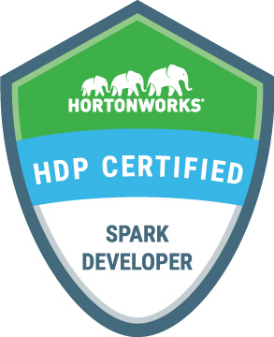 HORTONWORKS®
HDP CERTIFIED
SPARK
DEVELOPER